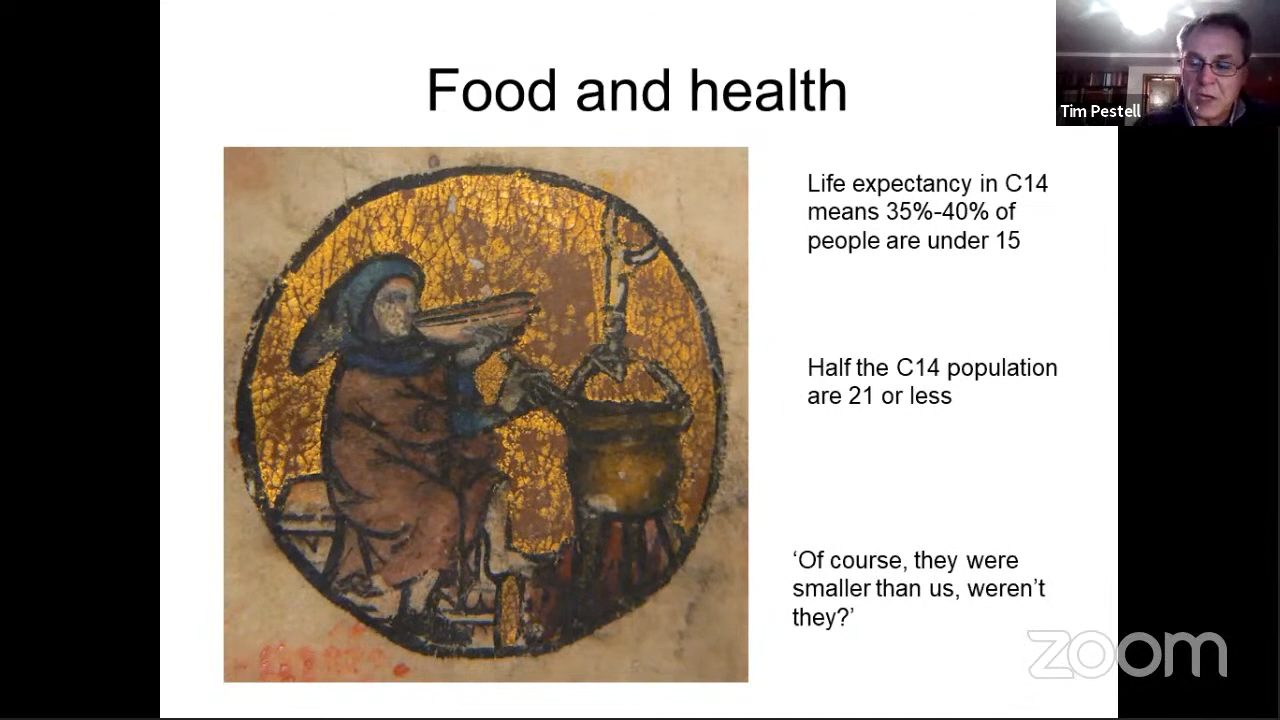 Food and health
Tim Pestell
Life expectancy in C14
means 35%-40% of
people are under 15
Half the C14 population
are 21 or less
‘Of course, they were
smaller than us, weren’t
they?’
zoom